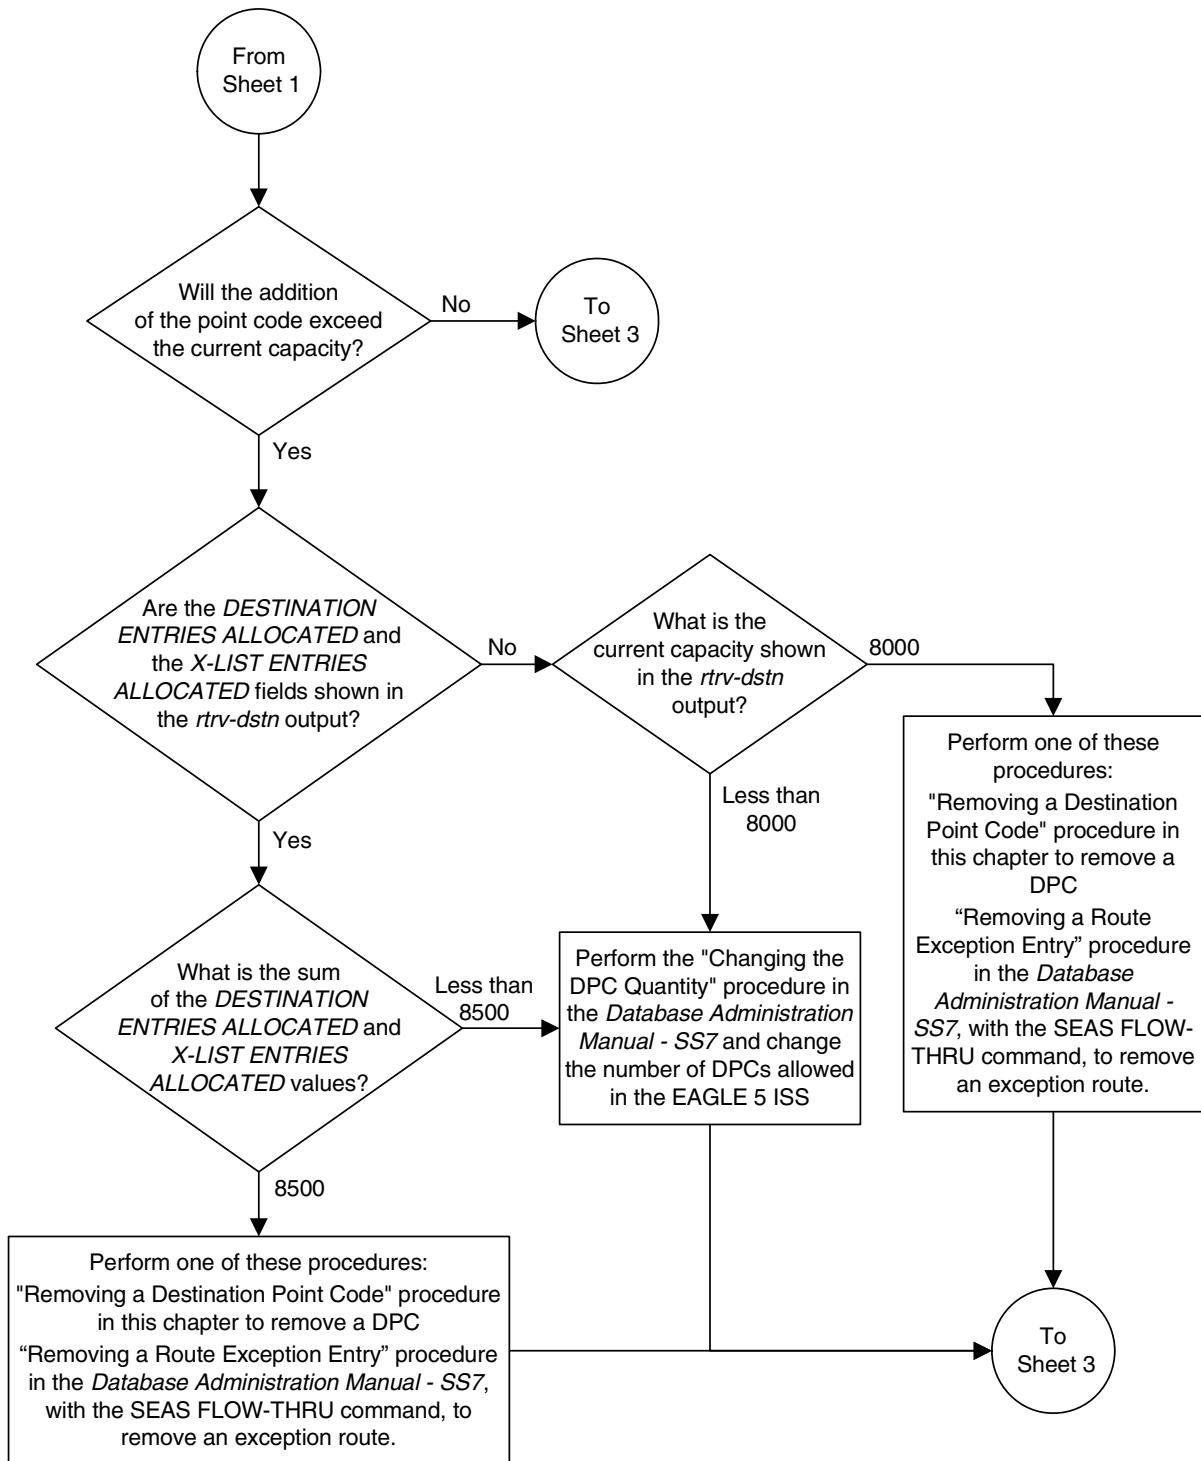 From
Sheet 1
Will the addition
of the point code exceed
the current capacity?
No
To
Sheet 3
Yes
Are the DESTINATION
ENTRIES ALLOCATED and
the X-LIST ENTRIES
ALLOCATED fields shown in
the rtrv-dstn output?
No
What is the
current capacity shown
in the rtrv-dstn
output?
8000
Perform one of these
procedures:
"Removing a Destination
Point Code" procedure in
this chapter to remove a
DPC
“Removing a Route
Exception Entry” procedure
in the Database
Administration Manual -
SS7, with the SEAS FLOW-
THRU command, to remove
an exception route.
Less than
8000
Yes
What is the sum
of the DESTINATION
ENTRIES ALLOCATED and
X-LIST ENTRIES
ALLOCATED values?
Less than
8500
Perform the "Changing the
DPC Quantity" procedure in
the Database Administration
Manual - SS7 and change
the number of DPCs allowed
in the EAGLE 5 ISS
8500
Perform one of these procedures:
"Removing a Destination Point Code" procedure
in this chapter to remove a DPC
“Removing a Route Exception Entry” procedure
in the Database Administration Manual - SS7,
with the SEAS FLOW-THRU command, to
remove an exception route.
To
Sheet 3